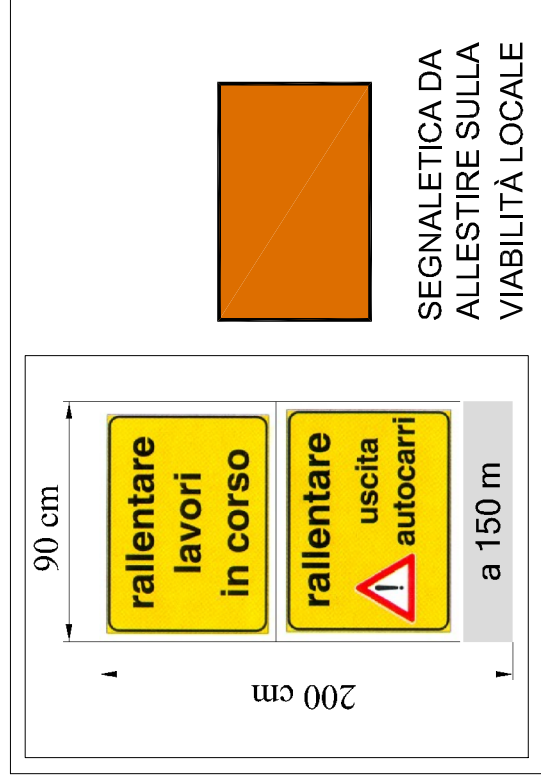 90 cm
200 cm
rallentare
lavori
in corso
rallentare
uscita
autocarri
a 150 m
SEGNALETICA DA
ALLESTIRE SULLA
VIABILITÀ LOCALE